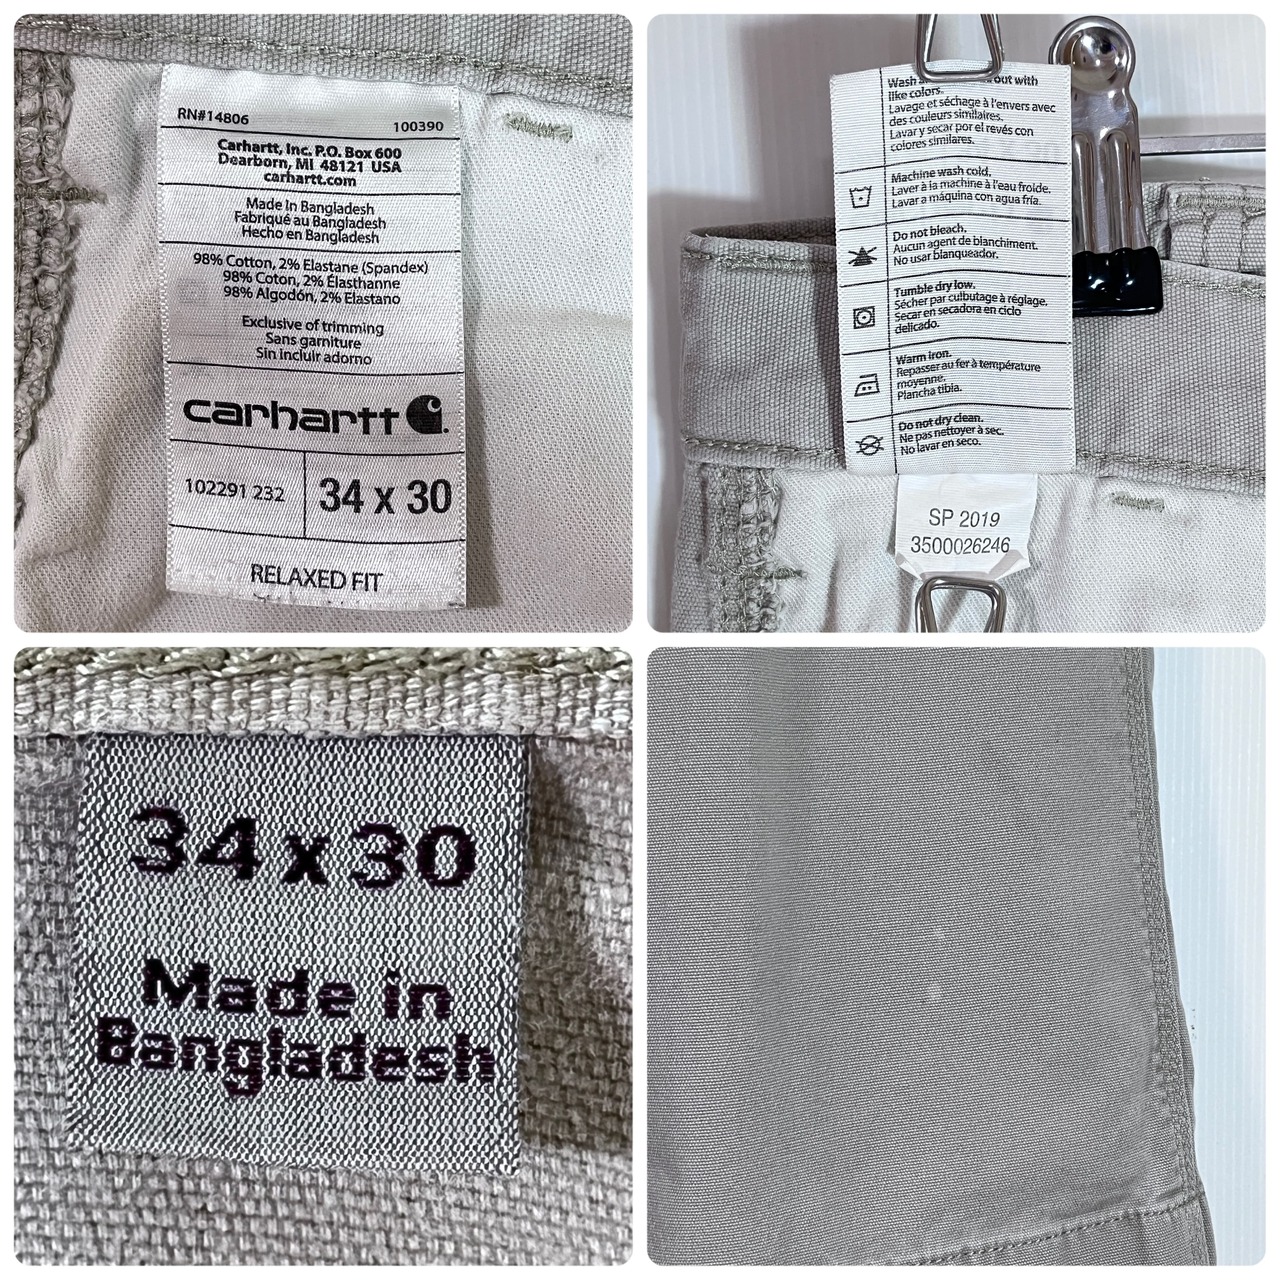 RN#14806 100390
Carhartt, Inc. P.O. Box 600
Dearborn, MI 48121 USA
carhartt.com
Made In Bangladesh
Fabriqué au Bangladesh
Hecho en Bangladesh
98% Cotton, 2% Elastane (Spandex)
98% Coton, 2% Élasthanne
98% Algodón, 2% Elastano
Exclusive of trimming
Sans garniture
Sin incluir adorno
carhartt
102291 232 34 x 30
RELAXED FIT
Wash out with
like colors.
Lavage et séchage à l'envers avec
des couleurs similaires.
Lavar y secar por el revés con
colores similares.
Machine wash cold.
Laver à la machine à l'eau froide.
Lavar a máquina con agua fría.
Do not bleach.
Aucun agent de blanchiment.
No usar blanqueador.
Tumble dry low.
Sécher par culbutage à réglage.
Secar en secadora en ciclo
delicado.
Warm iron.
Repasser au fer à température
moyenne.
Plancha tibia.
Do not dry clean.
Ne pas nettoyer à sec.
No lavar en seco.
SP 2019
3500026246
34 x 30
Made in
Bangladesh